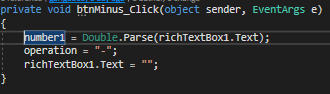 private void btnMinus_Click(object sender, EventArgs e)
{
number1 = Double.Parse(richTextBox1.Text);
operation = "-";
richTextBox1.Text = "";
}